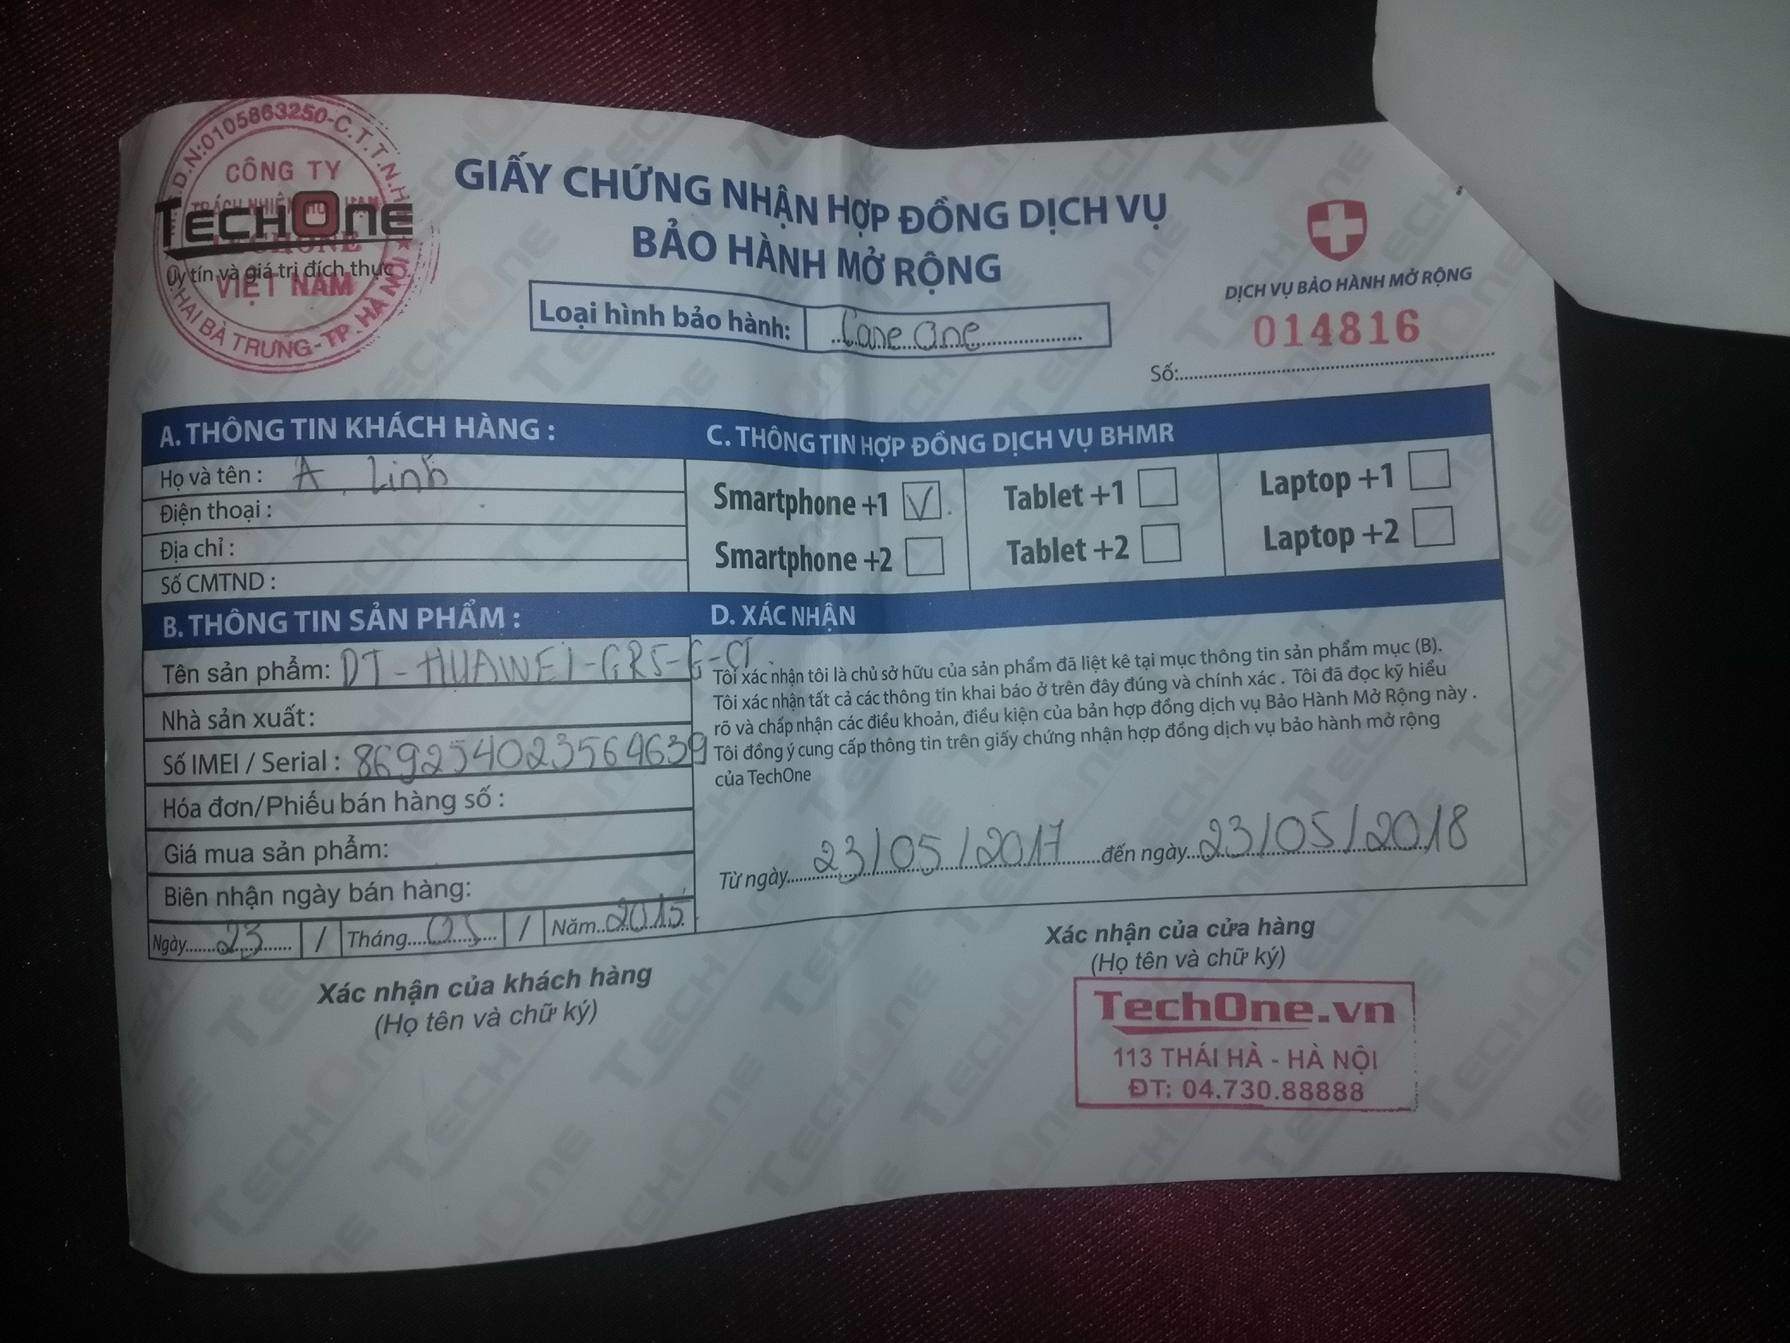 M.S.D.N:0105863250-C.T.T.N.H.H
CÔNG TY
TRÁCH NHIỆM HỮU HẠN
TECHONE
VIỆT NAM
Q.HAI BÀ TRƯNG-TP.HÀ NỘI
TECHONE
Uy tín và giá trị đích thực
GIẤY CHỨNG NHẬN HỢP ĐỒNG DỊCH VỤ
BẢO HÀNH MỞ RỘNG
Loại hình bảo hành: Care One
DỊCH VỤ BẢO HÀNH MỞ RỘNG
014816
Số:
A. THÔNG TIN KHÁCH HÀNG :
Họ và tên : A. Linh
Điện thoại :
Địa chỉ :
Số CMTND :
C. THÔNG TIN HỢP ĐỒNG DỊCH VỤ BHMR
Smartphone +1 V Tablet +1 Laptop +1
Smartphone +2 Tablet +2 Laptop +2
B. THÔNG TIN SẢN PHẨM :
Tên sản phẩm: DT-HUAWEI-GR5-G-CT
Nhà sản xuất:
Số IMEI / Serial : 869254023564639
Hóa đơn/Phiếu bán hàng số :
Giá mua sản phẩm:
Biên nhận ngày bán hàng:
Ngày 23 / Tháng 05 / Năm 2015
D. XÁC NHẬN
Tôi xác nhận tôi là chủ sở hữu của sản phẩm đã liệt kê tại mục thông tin sản phẩm mục (B).
Tôi xác nhận tất cả các thông tin khai báo ở trên đây đúng và chính xác . Tôi đã đọc kỹ hiểu
rõ và chấp nhận các điều khoản, điều kiện của bản hợp đồng dịch vụ Bảo Hành Mở Rộng này .
Tôi đồng ý cung cấp thông tin trên giấy chứng nhận hợp đồng dịch vụ bảo hành mở rộng
của TechOne
Từ ngày 23/05/2017 đến ngày 23/05/2018
Xác nhận của khách hàng
(Họ tên và chữ ký)
Xác nhận của cửa hàng
(Họ tên và chữ ký)
TechOne.vn
113 THÁI HÀ - HÀ NỘI
ĐT: 04.730.88888